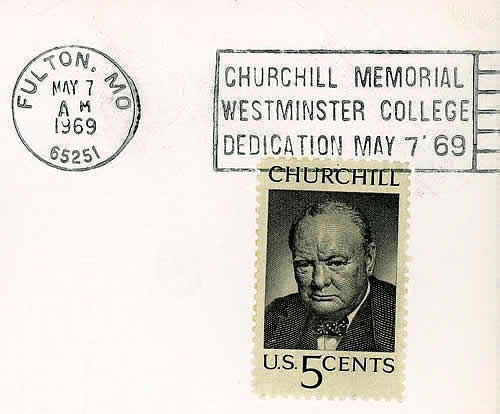 FULTON, MO
MAY 7
A M
1969
65251
CHURCHILL MEMORIAL
WESTMINSTER COLLEGE
DEDICATION MAY 7 '69
CHURCHILL
U.S. 5 CENTS